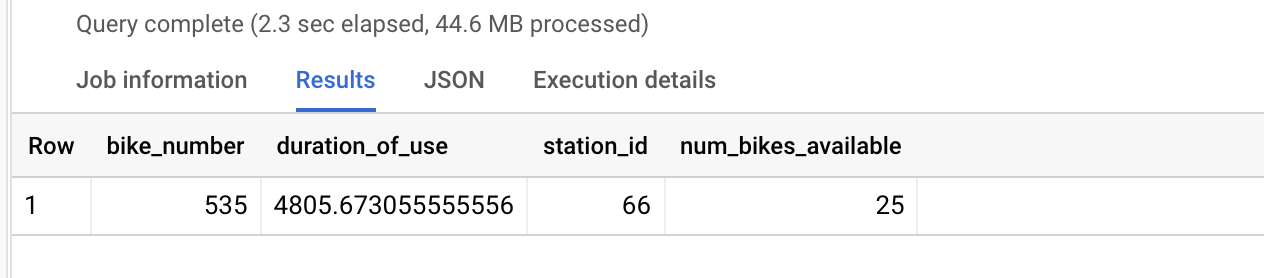 Query complete (2.3 sec elapsed, 44.6 MB processed)
Job information Results JSON Execution details
Row bike_number duration_of_use station_id num_bikes_available
1 535 4805.673055555556 66 25